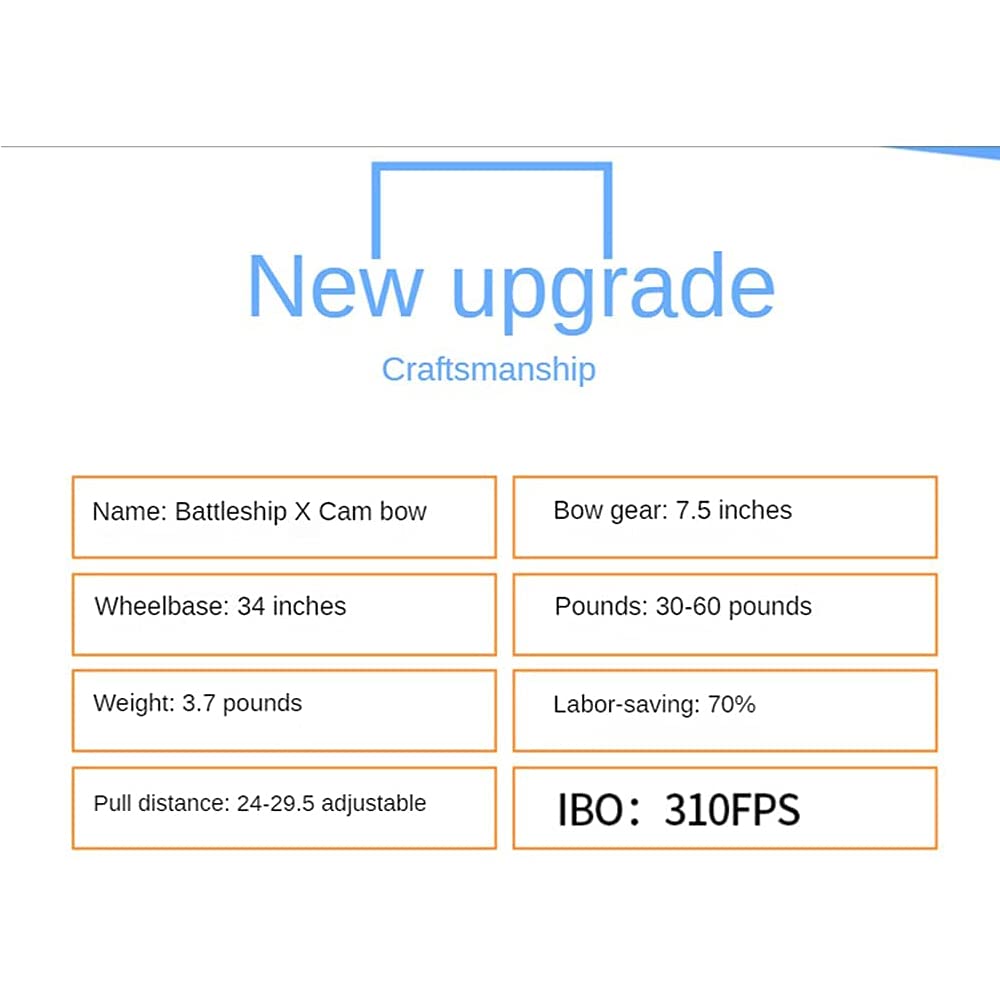 New upgrade
Craftsmanship
Name: Battleship X Cam bow
Bow gear: 7.5 inches
Wheelbase: 34 inches
Pounds: 30-60 pounds
Weight: 3.7 pounds
Labor-saving: 70%
Pull distance: 24-29.5 adjustable
IBO：310FPS